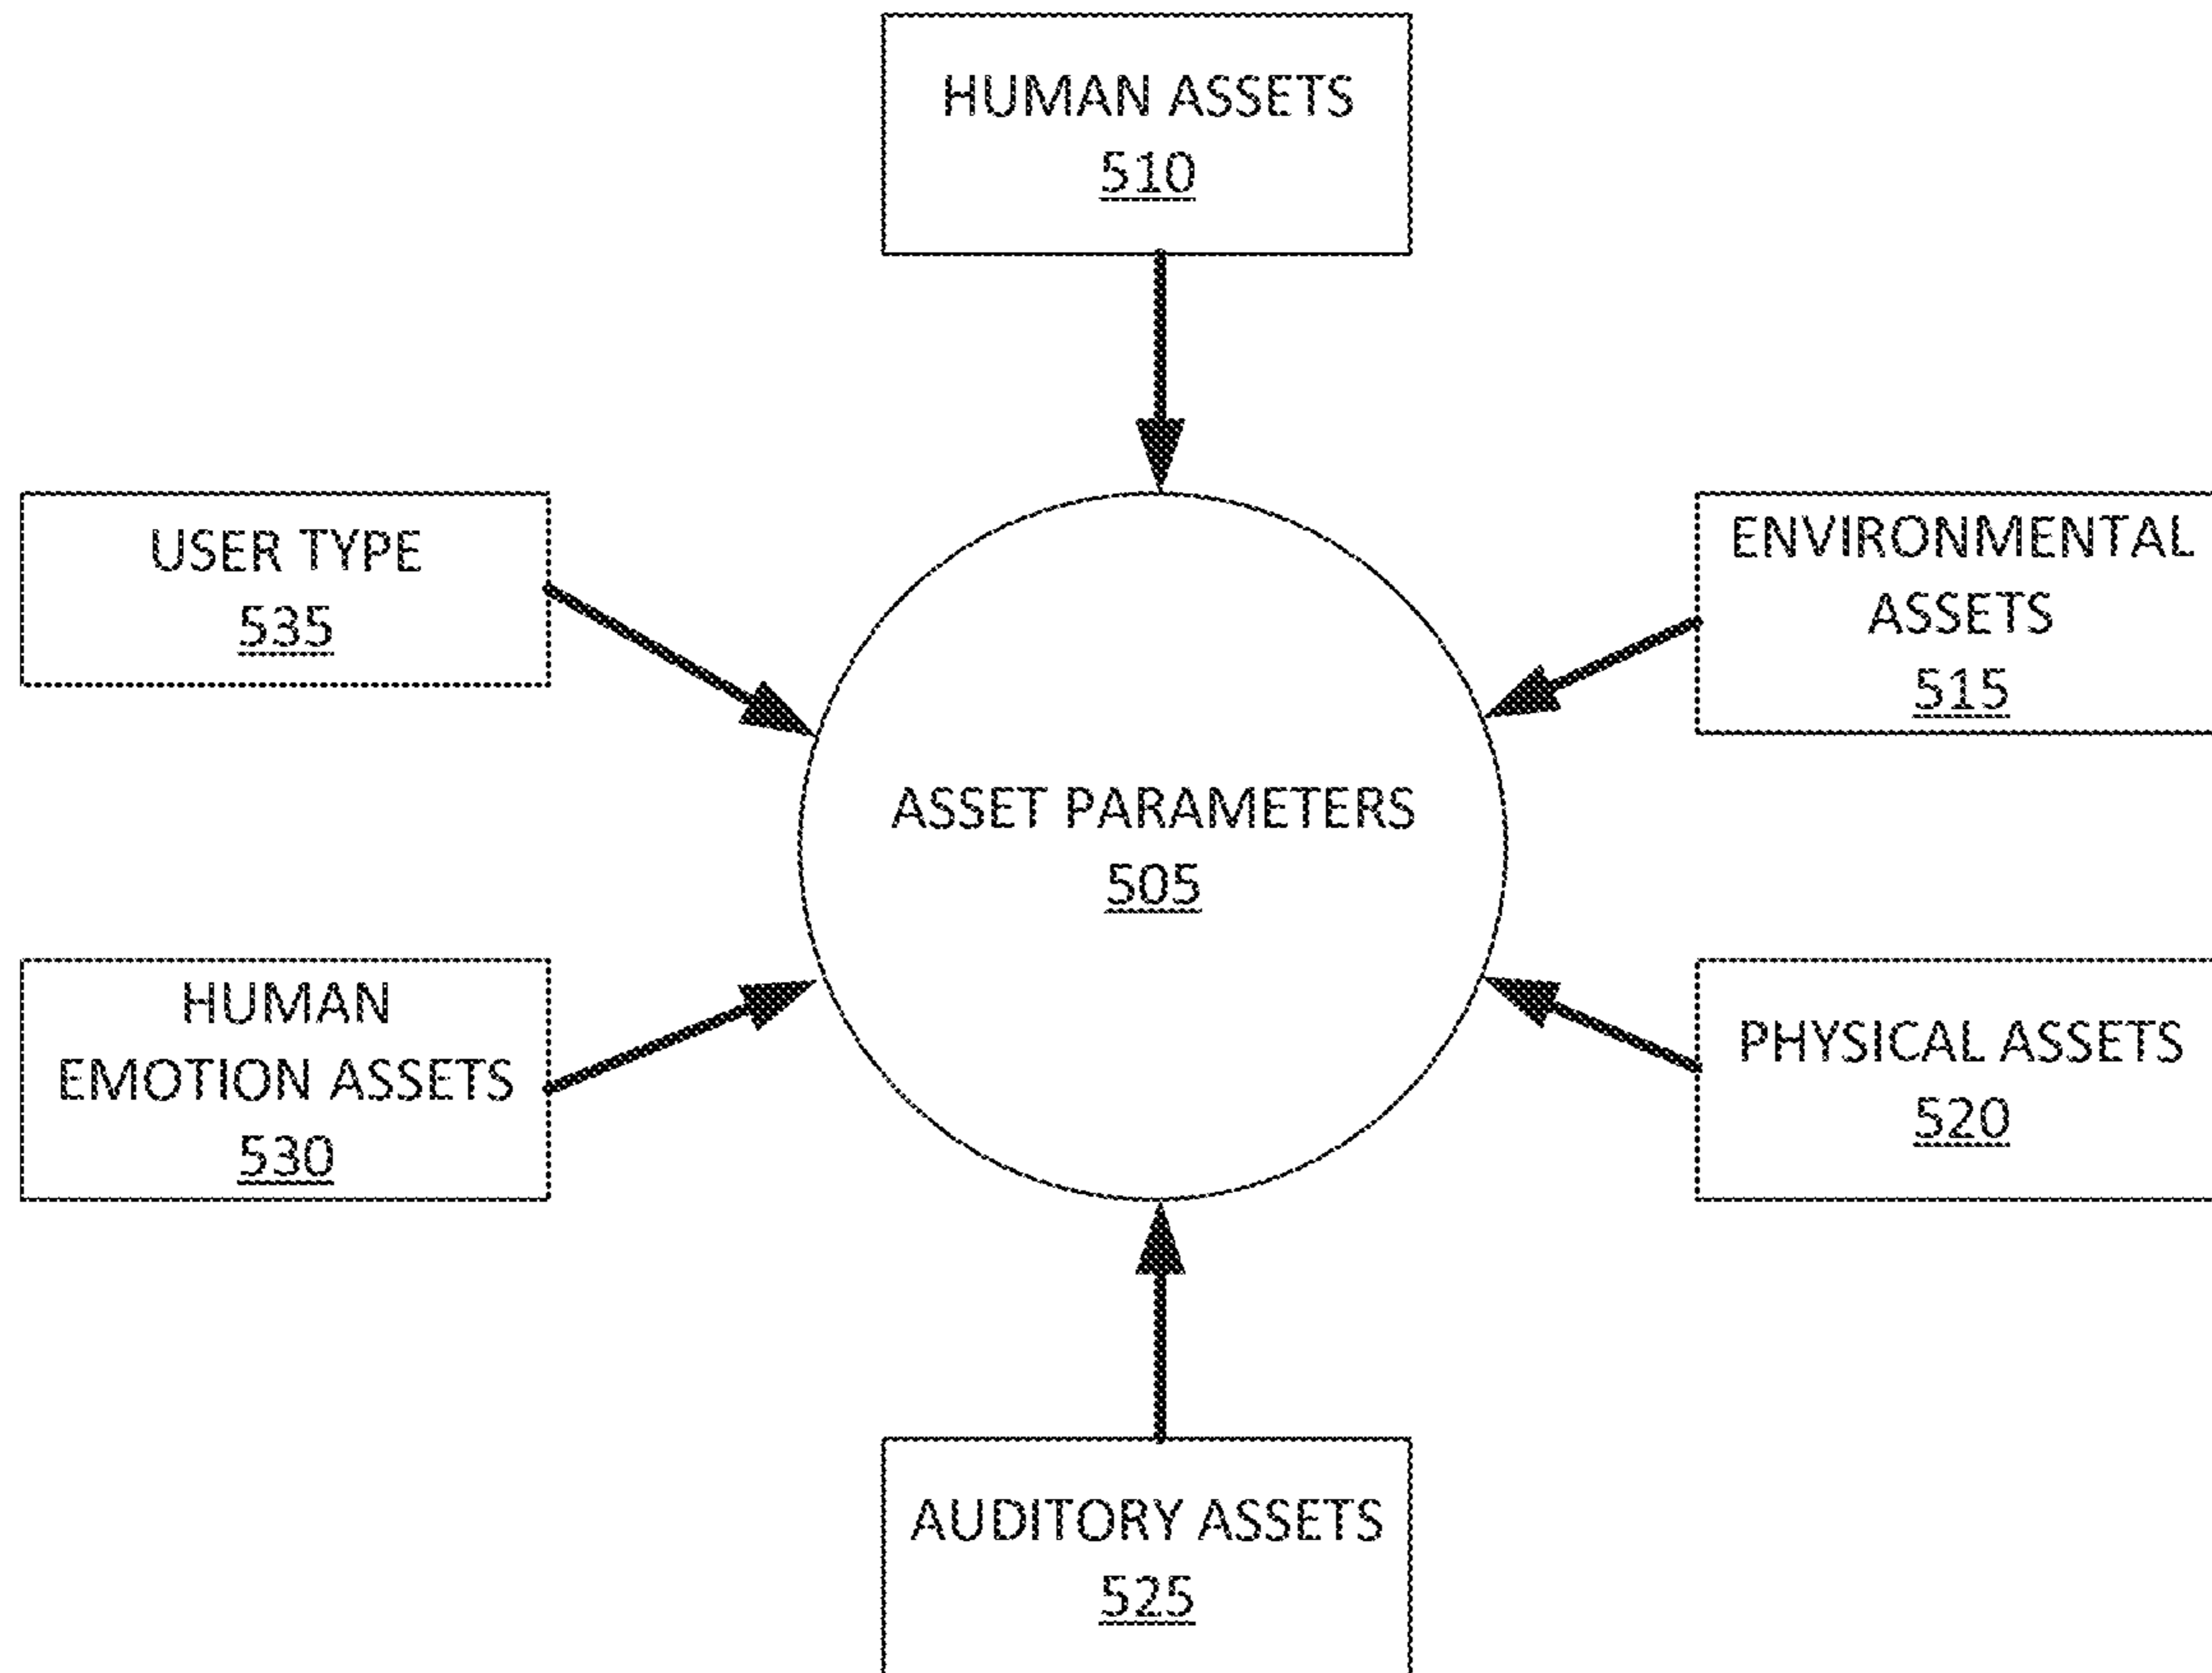 HUMAN ASSETS
510
USER TYPE
535
ENVIRONMENTAL
ASSETS
515
ASSET PARAMETERS
505
HUMAN
EMOTION ASSETS
530
PHYSICAL ASSETS
520
AUDITORY ASSETS
525